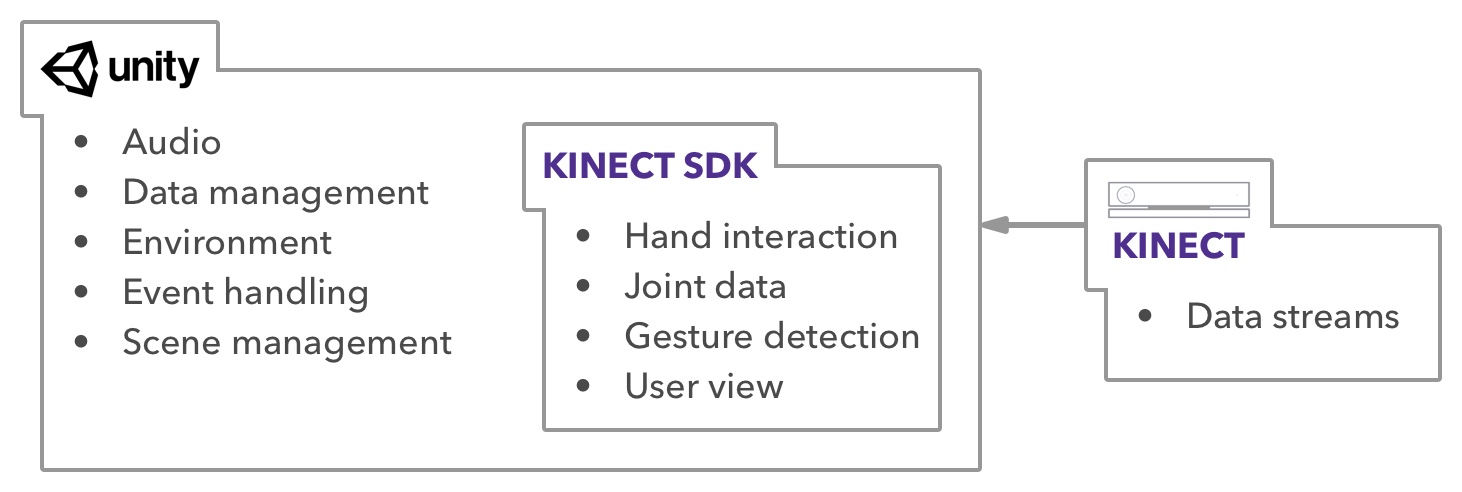 unity
• Audio
• Data management
• Environment
• Event handling
• Scene management
KINECT SDK
• Hand interaction
• Joint data
• Gesture detection
• User view
KINECT
• Data streams